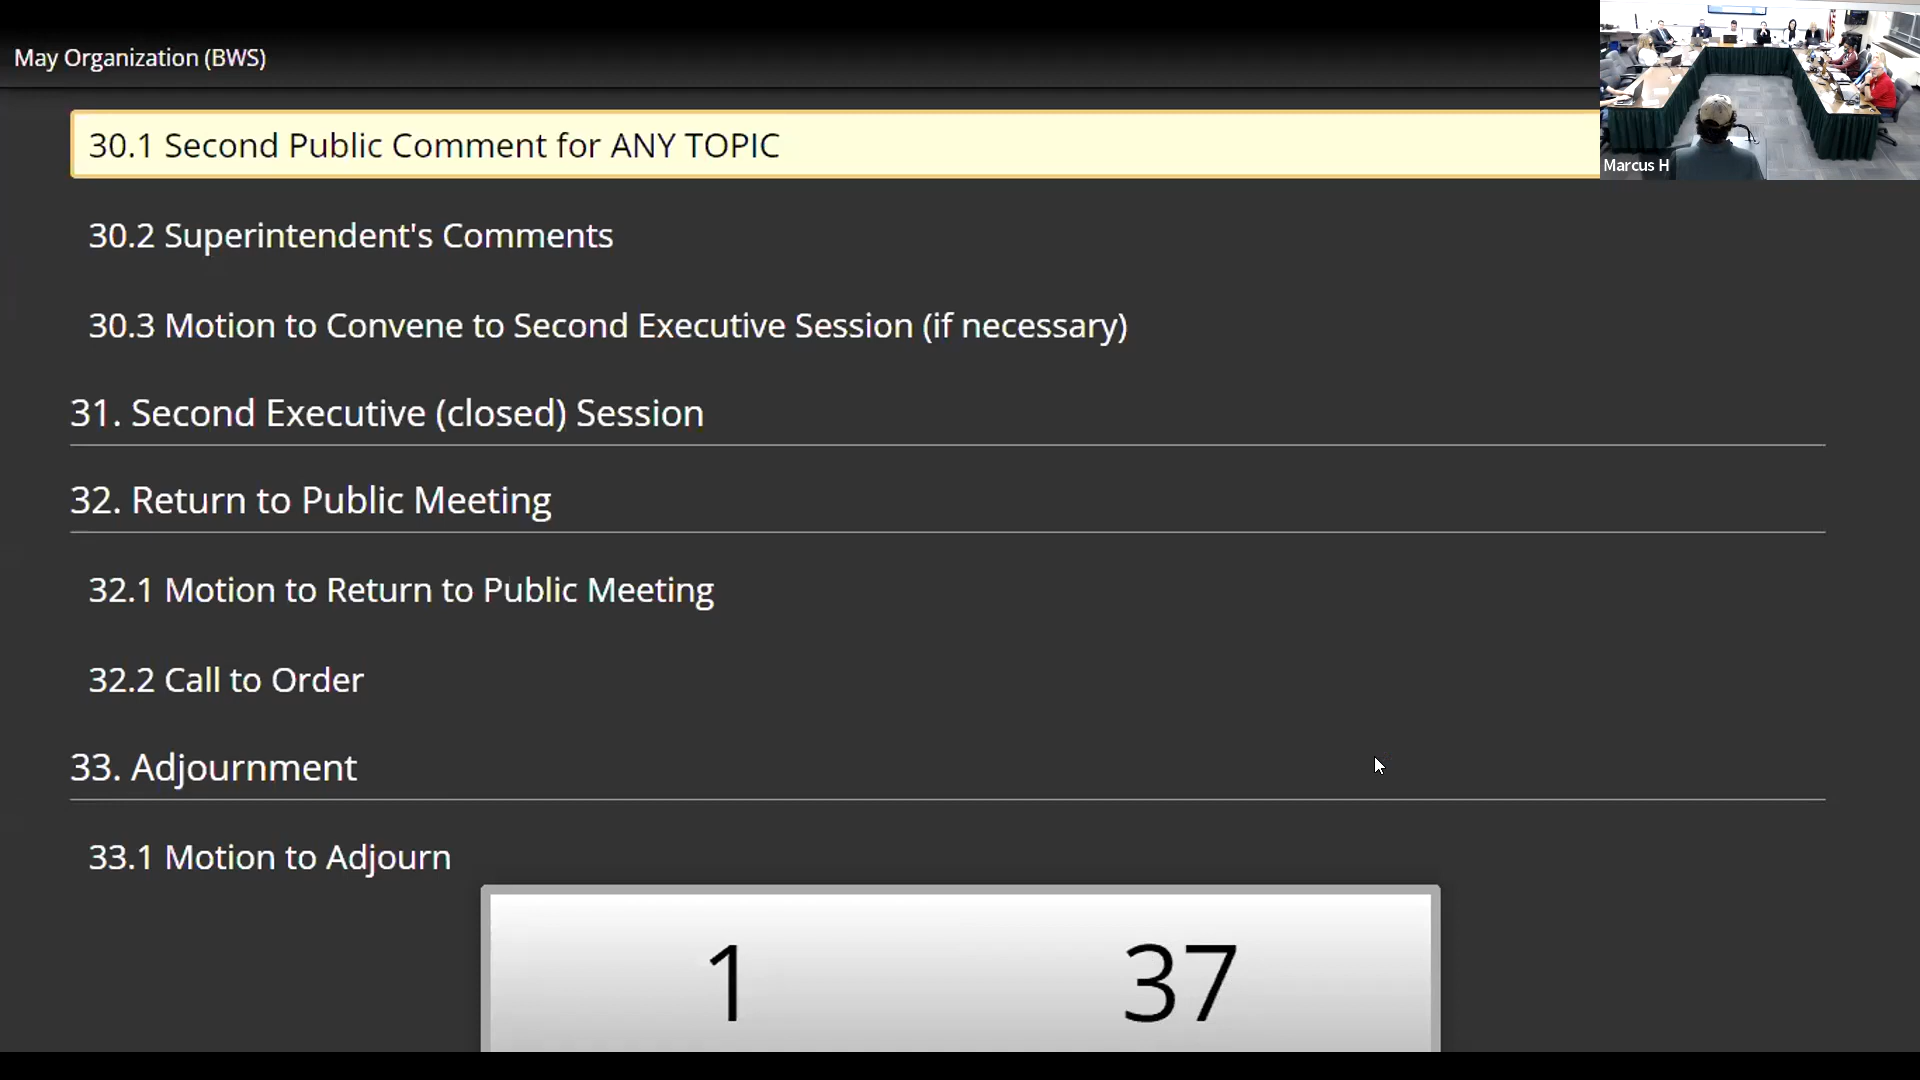 May Organization (BWS)
30.1 Second Public Comment for ANY TOPIC
Marcus H
30.2 Superintendent's Comments
30.3 Motion to Convene to Second Executive Session (if necessary)
31. Second Executive (closed) Session
32. Return to Public Meeting
32.1 Motion to Return to Public Meeting
32.2 Call to Order
33. Adjournment
33.1 Motion to Adjourn
1 37